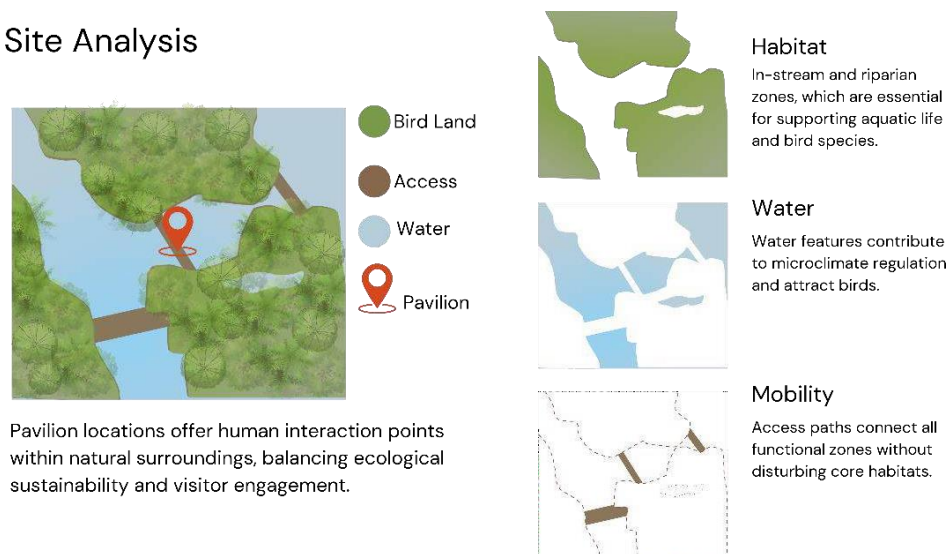 Site Analysis
Bird Land
Access
Water
Pavilion
Pavilion locations offer human interaction points
within natural surroundings, balancing ecological
sustainability and visitor engagement.
Habitat
In-stream and riparian
zones, which are essential
for supporting aquatic life
and bird species.
Water
Water features contribute
to microclimate regulation
and attract birds.
Mobility
Access paths connect all
functional zones without
disturbing core habitats.